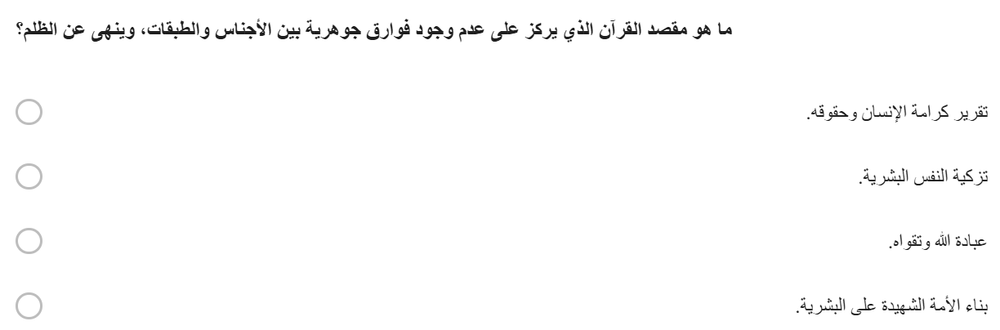 ما هو مقصد القرآن الذي يركز على عدم وجود فوارق جوهرية بين الأجناس والطبقات، وينهى عن الظلم؟
تقرير كرامة الإنسان وحقوقه.
تزكية النفس البشرية.
عبادة الله وتقواه.
بناء الأمة الشهيدة على البشرية.